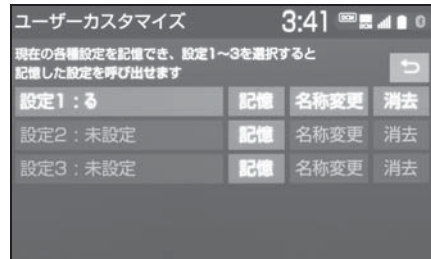 ユーザーカスタマイズ 3:41 0
現在の各種設定を記憶でき、設定1～3を選択すると
記憶した設定を呼び出せます
設定1：る 記憶 名称変更 消去
設定2：未設定 記憶 名称変更 消去
設定3：未設定 記憶 名称変更 消去